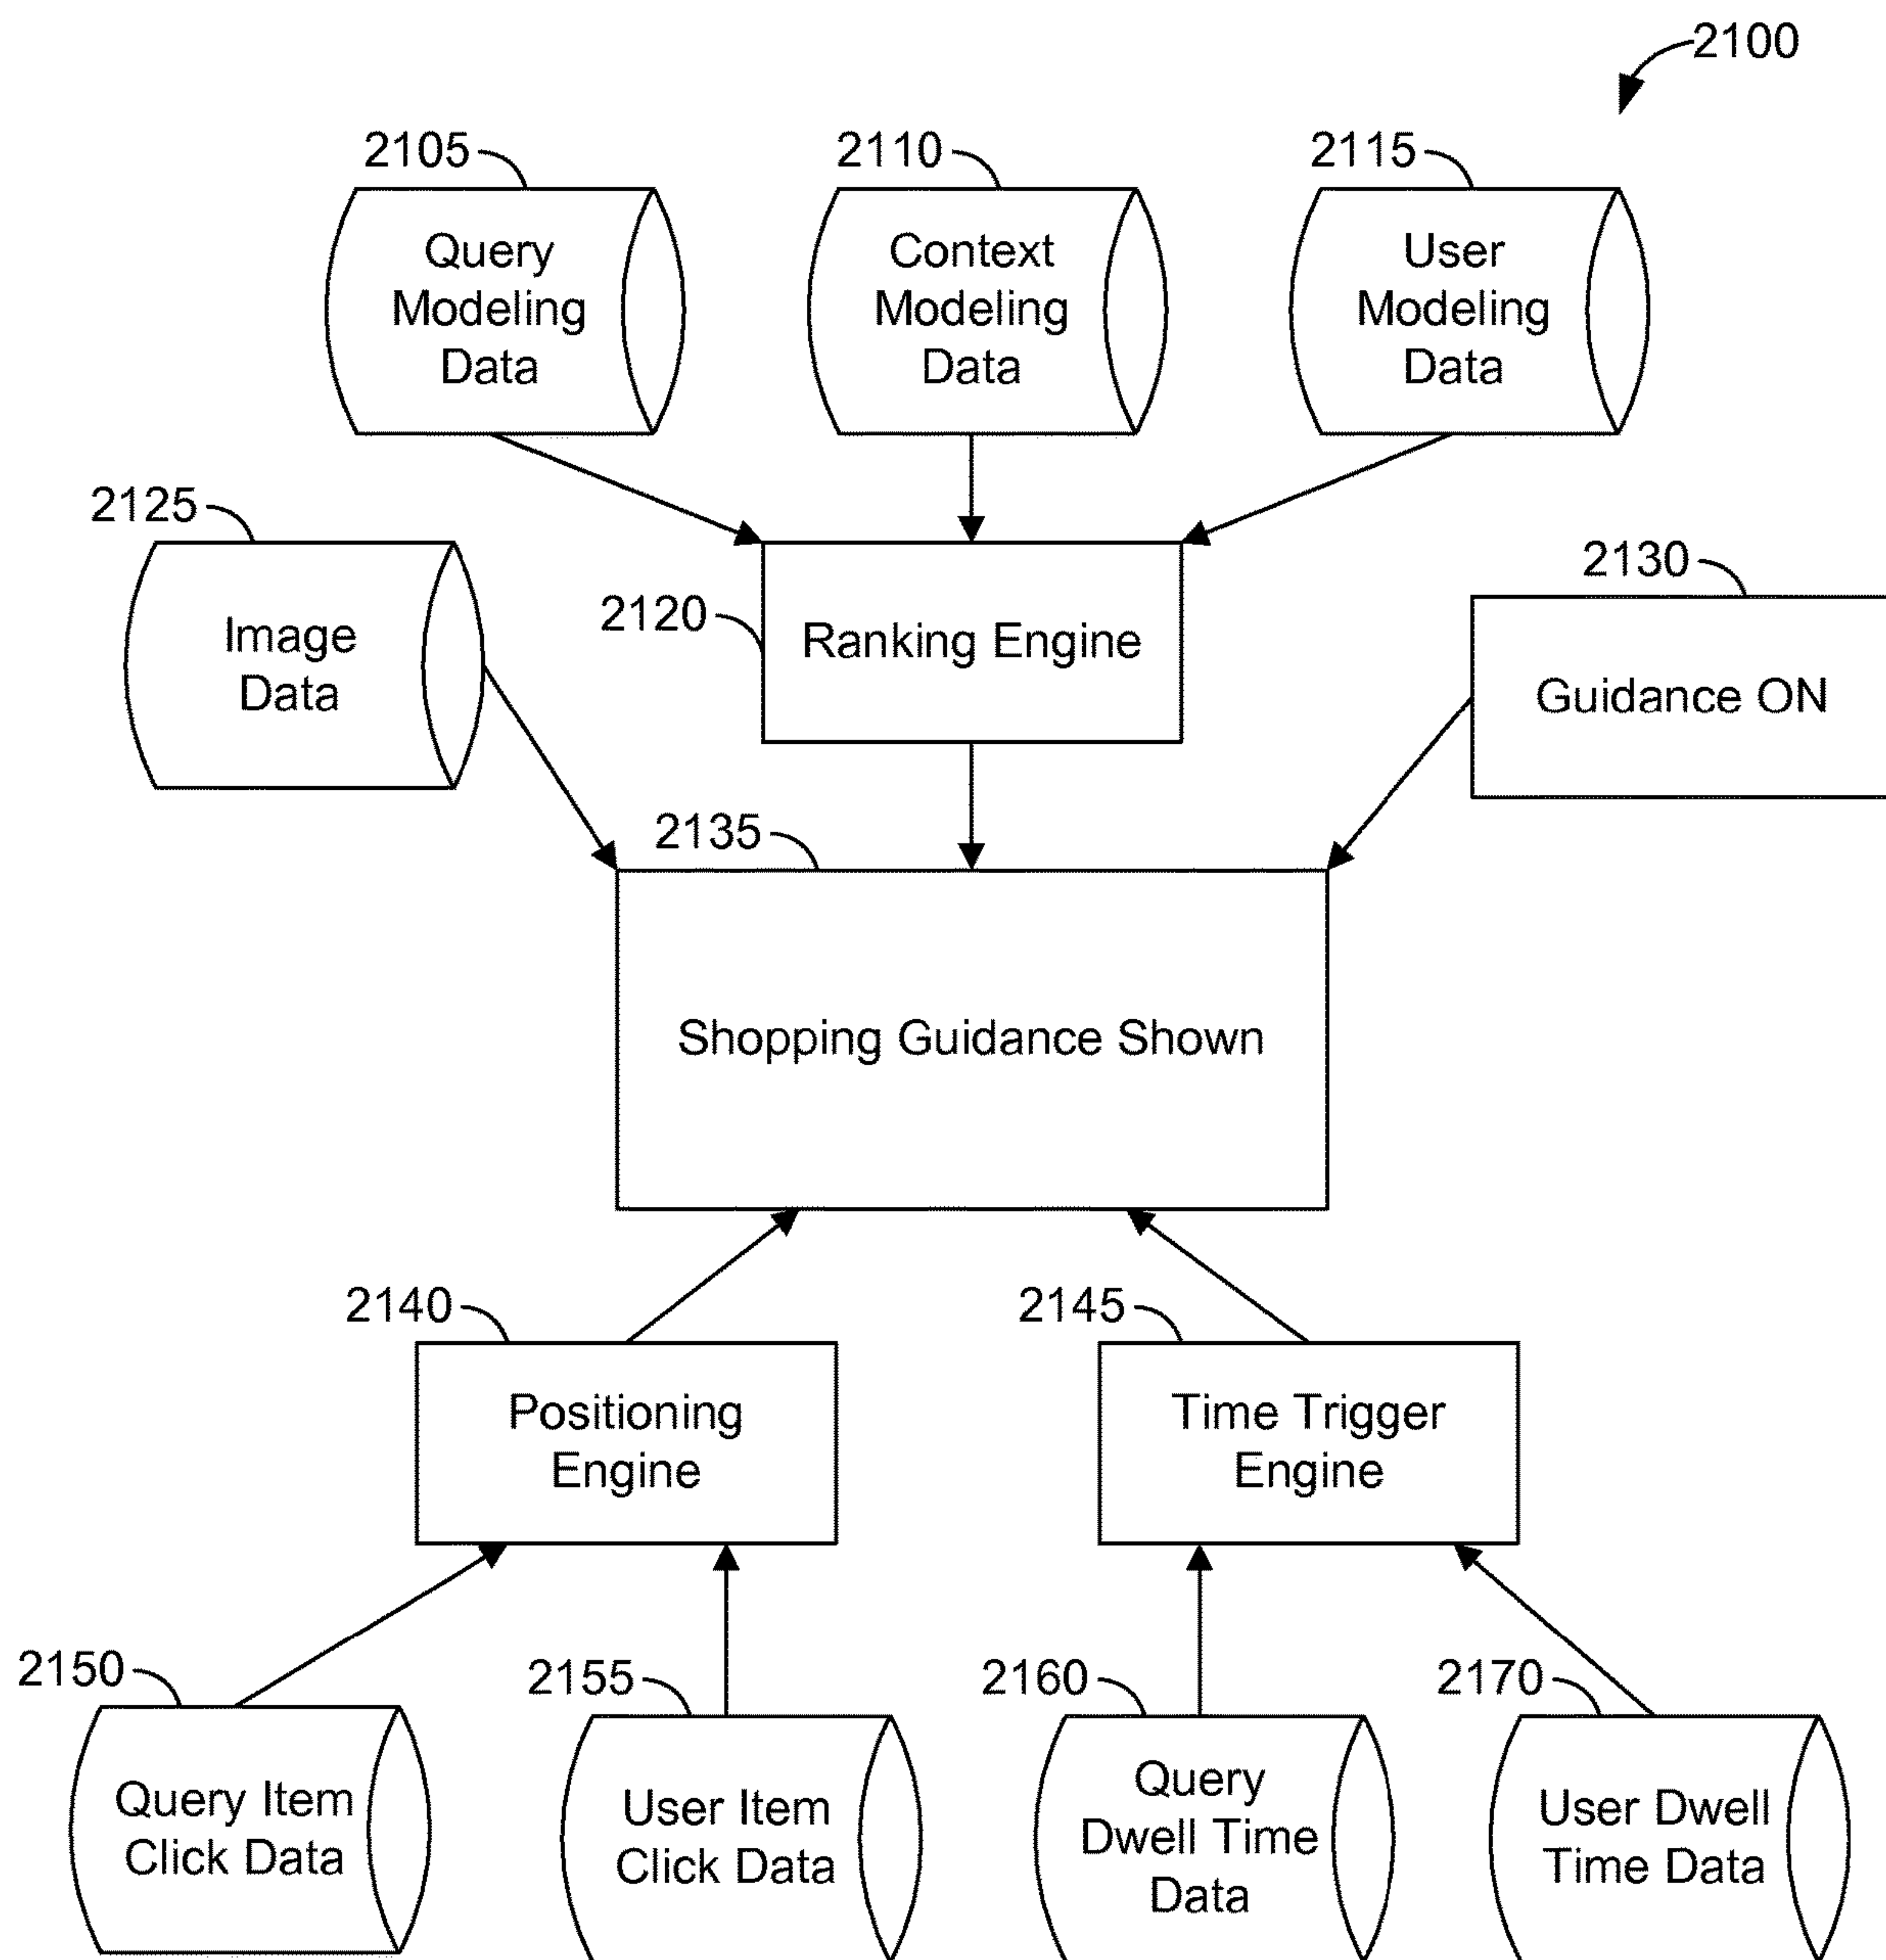 2100
2105
2110
2115
Query
Modeling
Data
Context
Modeling
Data
User
Modeling
Data
2125
2130
2120
Image
Data
Ranking Engine
Guidance ON
2135
Shopping Guidance Shown
2140
2145
Positioning
Engine
Time Trigger
Engine
2150
2155
2160
2170
Query Item
Click Data
User Item
Click Data
Query
Dwell Time
Data
User Dwell
Time Data